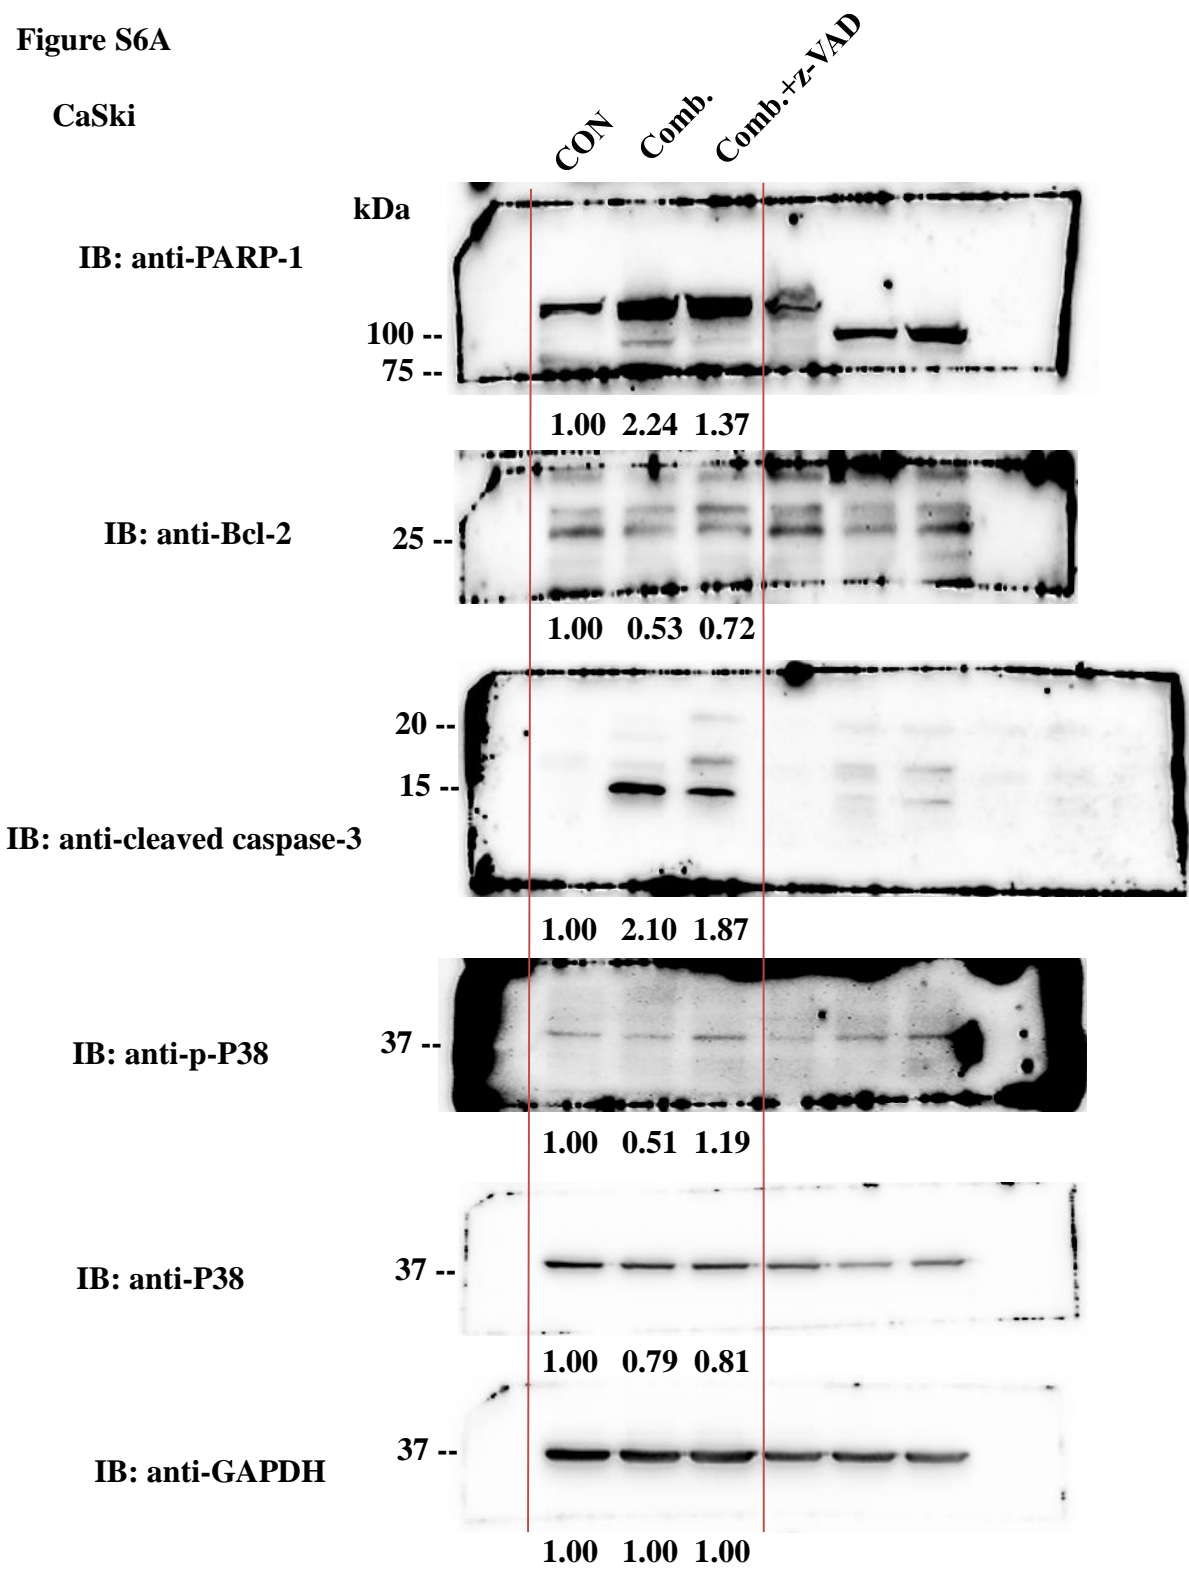 Figure S6A
CaSki
CON Comb. Comb.+z-VAD
kDa
IB: anti-PARP-1
100 --
75 --
1.00 2.24 1.37
IB: anti-Bcl-2
25 --
1.00 0.53 0.72
20 --
15 --
IB: anti-cleaved caspase-3
1.00 2.10 1.87
IB: anti-p-P38
37 --
1.00 0.51 1.19
IB: anti-P38
37 --
1.00 0.79 0.81
IB: anti-GAPDH
37 --
1.00 1.00 1.00